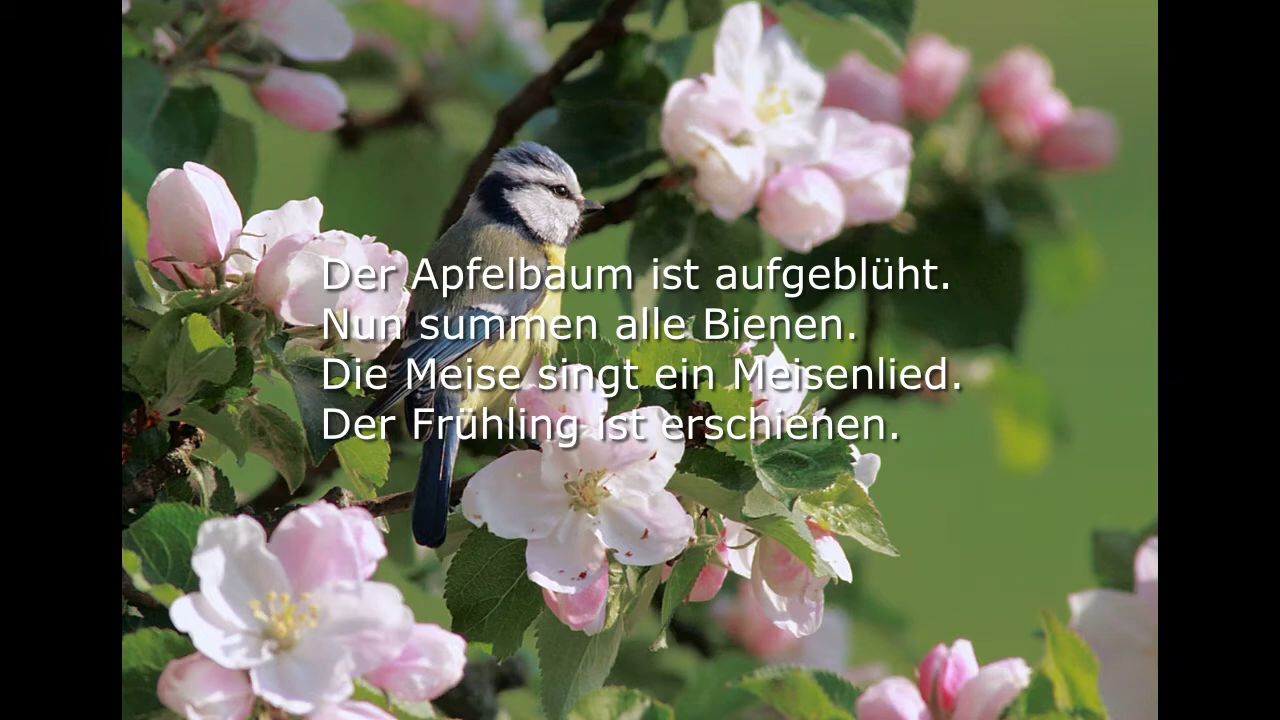 Der Apfelbaum ist aufgeblüht.
Nun summen alle Bienen.
Die Meise singt ein Meisenlied.
Der Frühling ist erschienen.